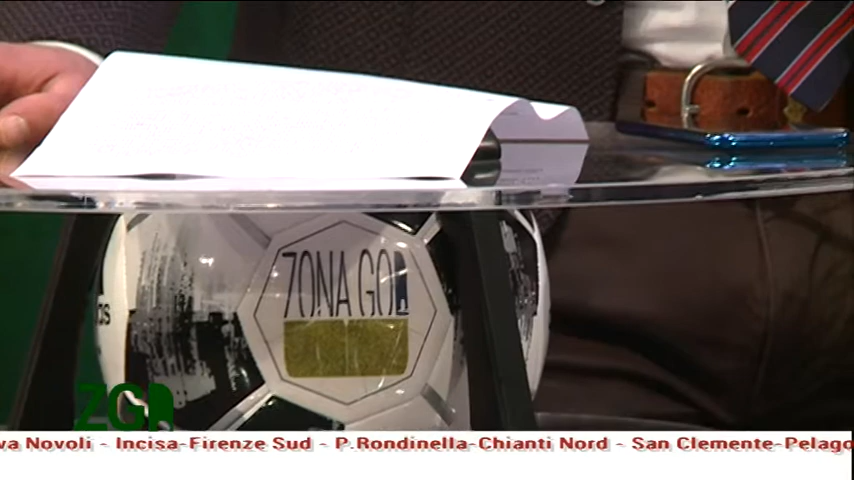 ZONA GOL
ZG
va Novoli - Incisa-Firenze Sud - P.Rondinella-Chianti Nord - San Clemente-Pelago